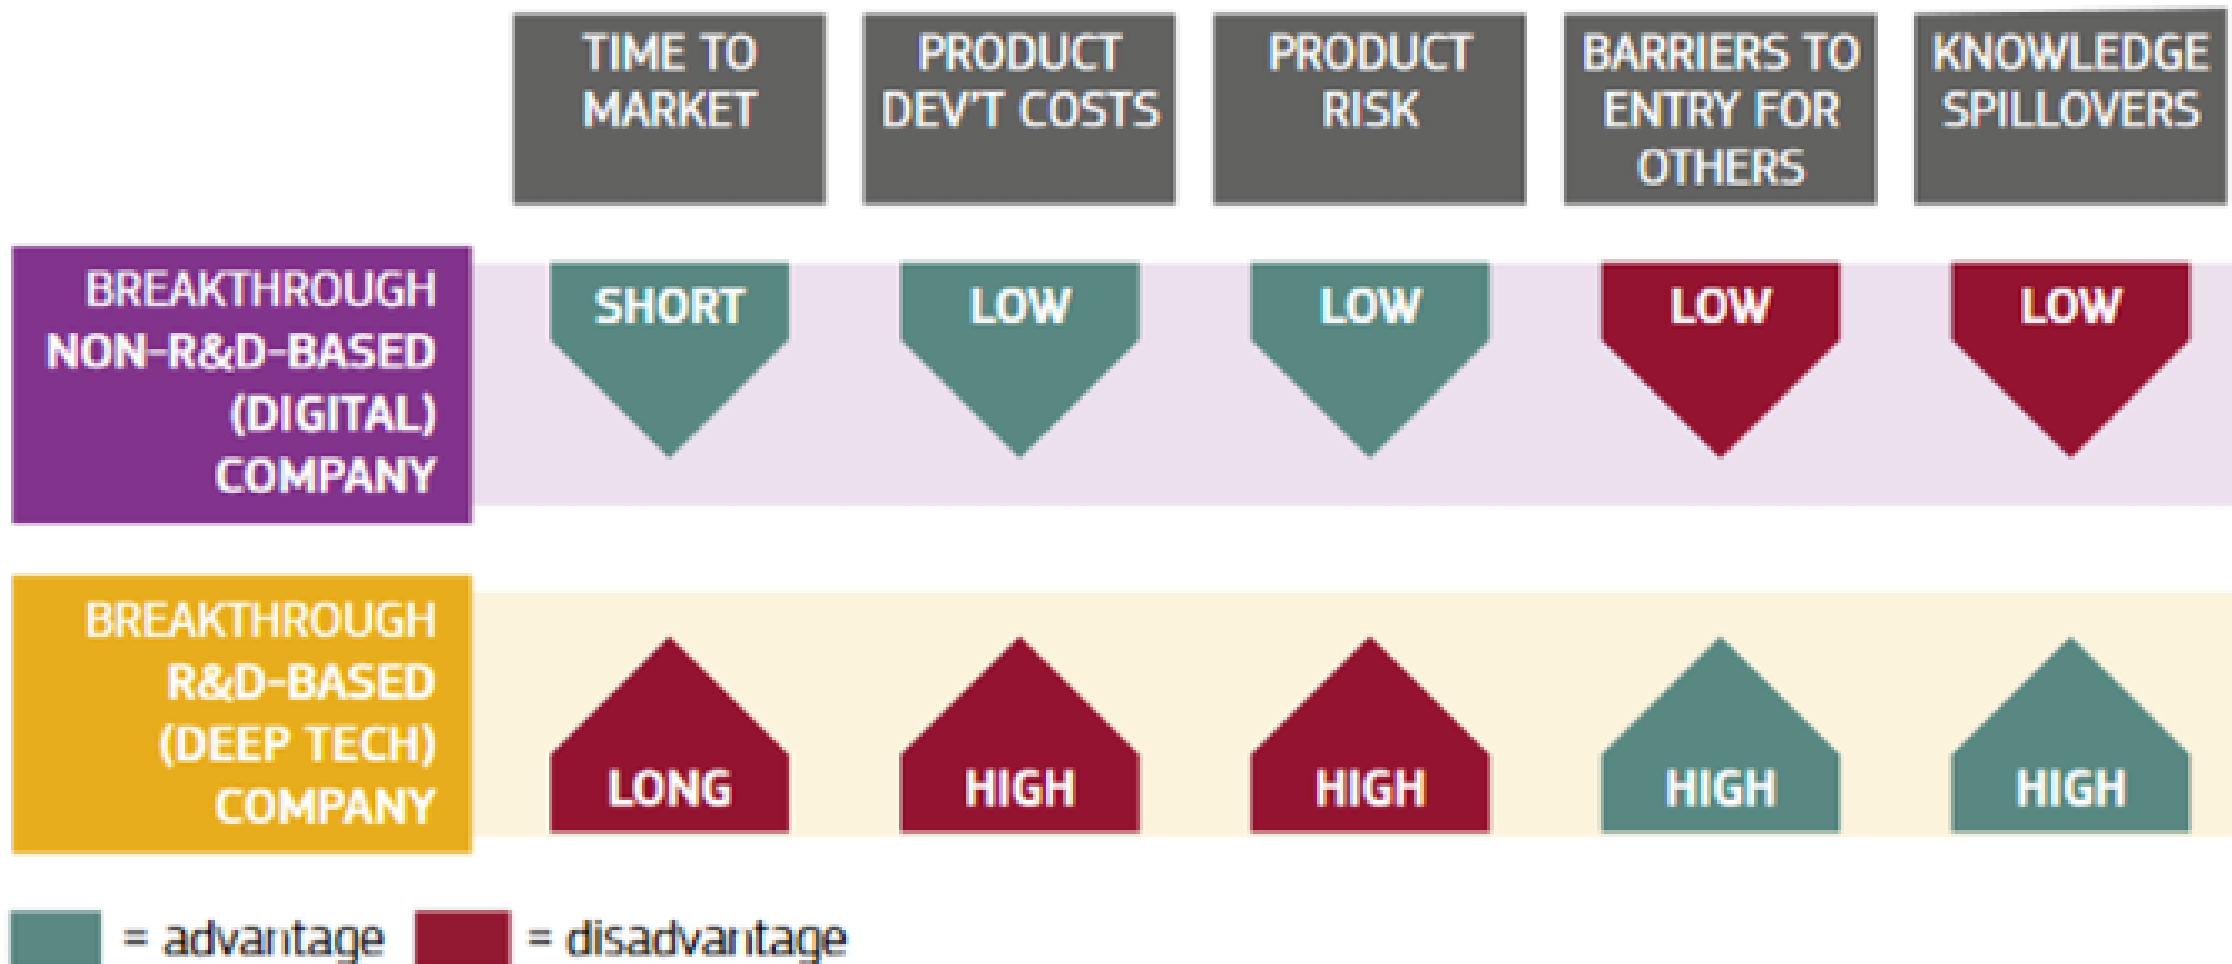 TIME TO
MARKET
PRODUCT
DEV'T COSTS
PRODUCT
RISK
BARRIERS TO
ENTRY FOR
OTHERS
KNOWLEDGE
SPILLOVERS
BREAKTHROUGH
NON-R&D-BASED
(DIGITAL)
COMPANY
SHORT
LOW
LOW
LOW
LOW
BREAKTHROUGH
R&D-BASED
(DEEP TECH)
COMPANY
LONG
HIGH
HIGH
HIGH
HIGH
= advantage
= disadvantage